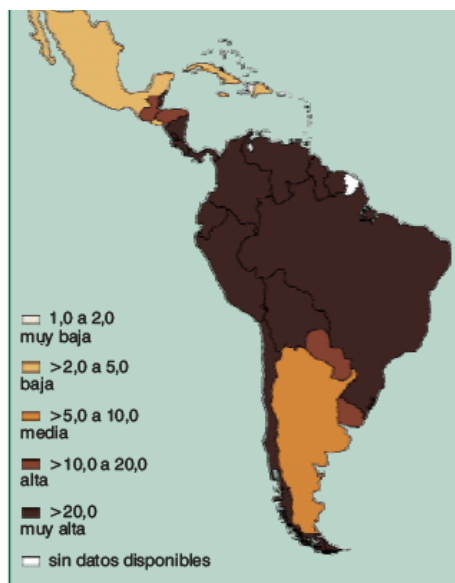 1,0 a 2,0
muy baja
>2,0 a 5,0
baja
>5,0 a 10,0
media
>10,0 a 20,0
alta
>20,0
muy alta
sin datos disponibles